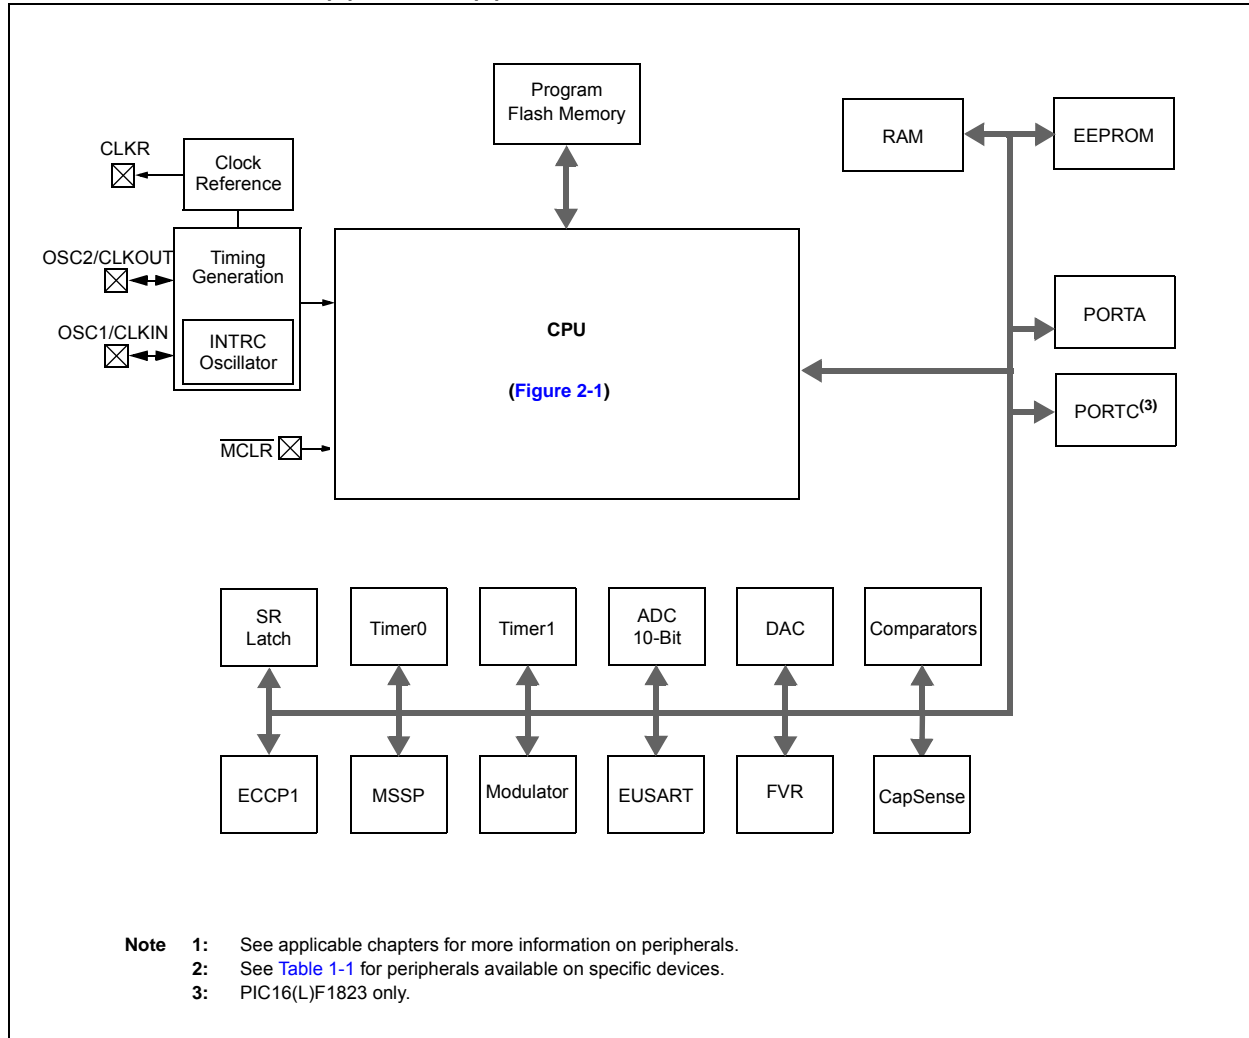 Program
Flash Memory
RAM
EEPROM
CLKR
Clock
Reference
OSC2/CLKOUT
Timing
Generation
OSC1/CLKIN
INTRC
Oscillator
CPU
(Figure 2-1)
MCLR
PORTA
PORTC(3)
SR
Latch
Timer0
Timer1
ADC
10-Bit
DAC
Comparators
ECCP1
MSSP
Modulator
EUSART
FVR
CapSense
Note 1: See applicable chapters for more information on peripherals.
2: See Table 1-1 for peripherals available on specific devices.
3: PIC16(L)F1823 only.